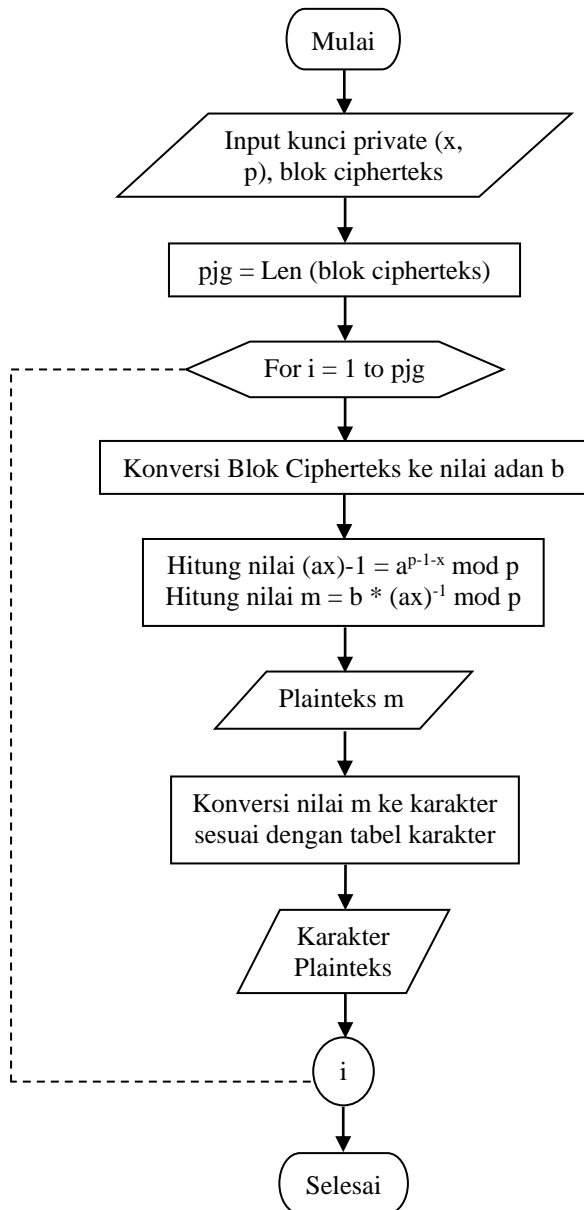 Mulai
Input kunci private (x,
p), blok cipherteks
pjg = Len (blok cipherteks)
For i = 1 to pjg
Konversi Blok Cipherteks ke nilai adan b
Hitung nilai (ax)-1 = a^{p-1-x} mod p
Hitung nilai m = b * (ax)^{-1} mod p
Plainteks m
Konversi nilai m ke karakter
sesuai dengan tabel karakter
Karakter
Plainteks
i
Selesai